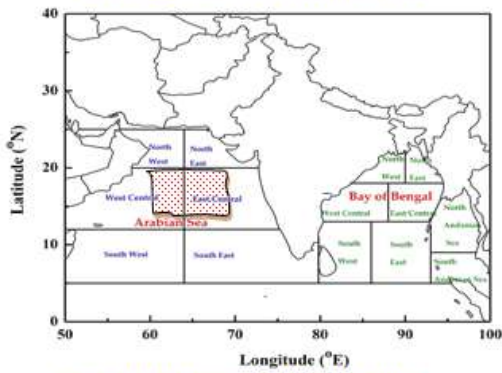 40
30
20
10
0
50
60
70
80
90
100
Latitude (°N)
Longitude (°E)
North
West
North
East
West Central
East Central
Arabian Sea
South West
South East
North
West
North
East
Bay of Bengal
West Central
East Central
North
Andaman
Sea
South
West
South
East
South
Andaman Sea